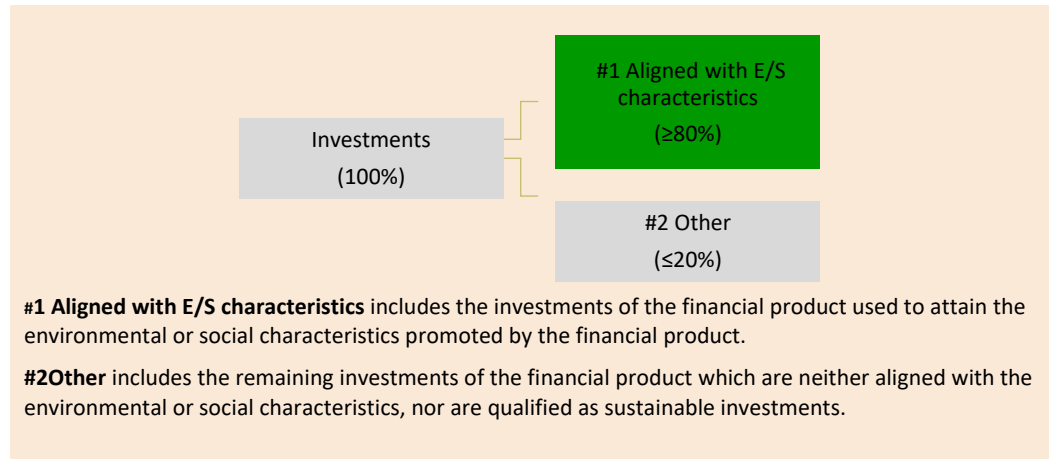 #1 Aligned with E/S
characteristics
(≥80%)
Investments
(100%)
#2 Other
(≤20%)
#1 Aligned with E/S characteristics includes the investments of the financial product used to attain the
environmental or social characteristics promoted by the financial product.
#2Other includes the remaining investments of the financial product which are neither aligned with the
environmental or social characteristics, nor are qualified as sustainable investments.